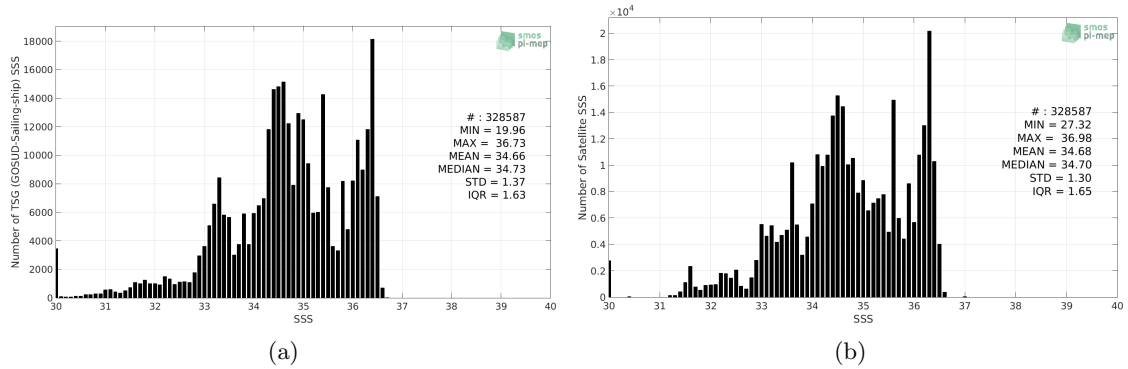 18000
16000
14000
12000
10000
8000
6000
4000
2000
0
Number of TSG (GOSUD-Sailing-ship) SSS
30 31 32 33 34 35 36 37 38 39 40
SSS
smos
pi-mep
# : 328587
MIN = 19.96
MAX = 36.73
MEAN = 34.66
MEDIAN = 34.73
STD = 1.37
IQR = 1.63
(a)
×10⁴
2
1.8
1.6
1.4
1.2
1
0.8
0.6
0.4
0.2
0
Number of Satellite SSS
30 31 32 33 34 35 36 37 38 39 40
SSS
smos
pi-mep
# : 328587
MIN = 27.32
MAX = 36.98
MEAN = 34.68
MEDIAN = 34.70
STD = 1.30
IQR = 1.65
(b)